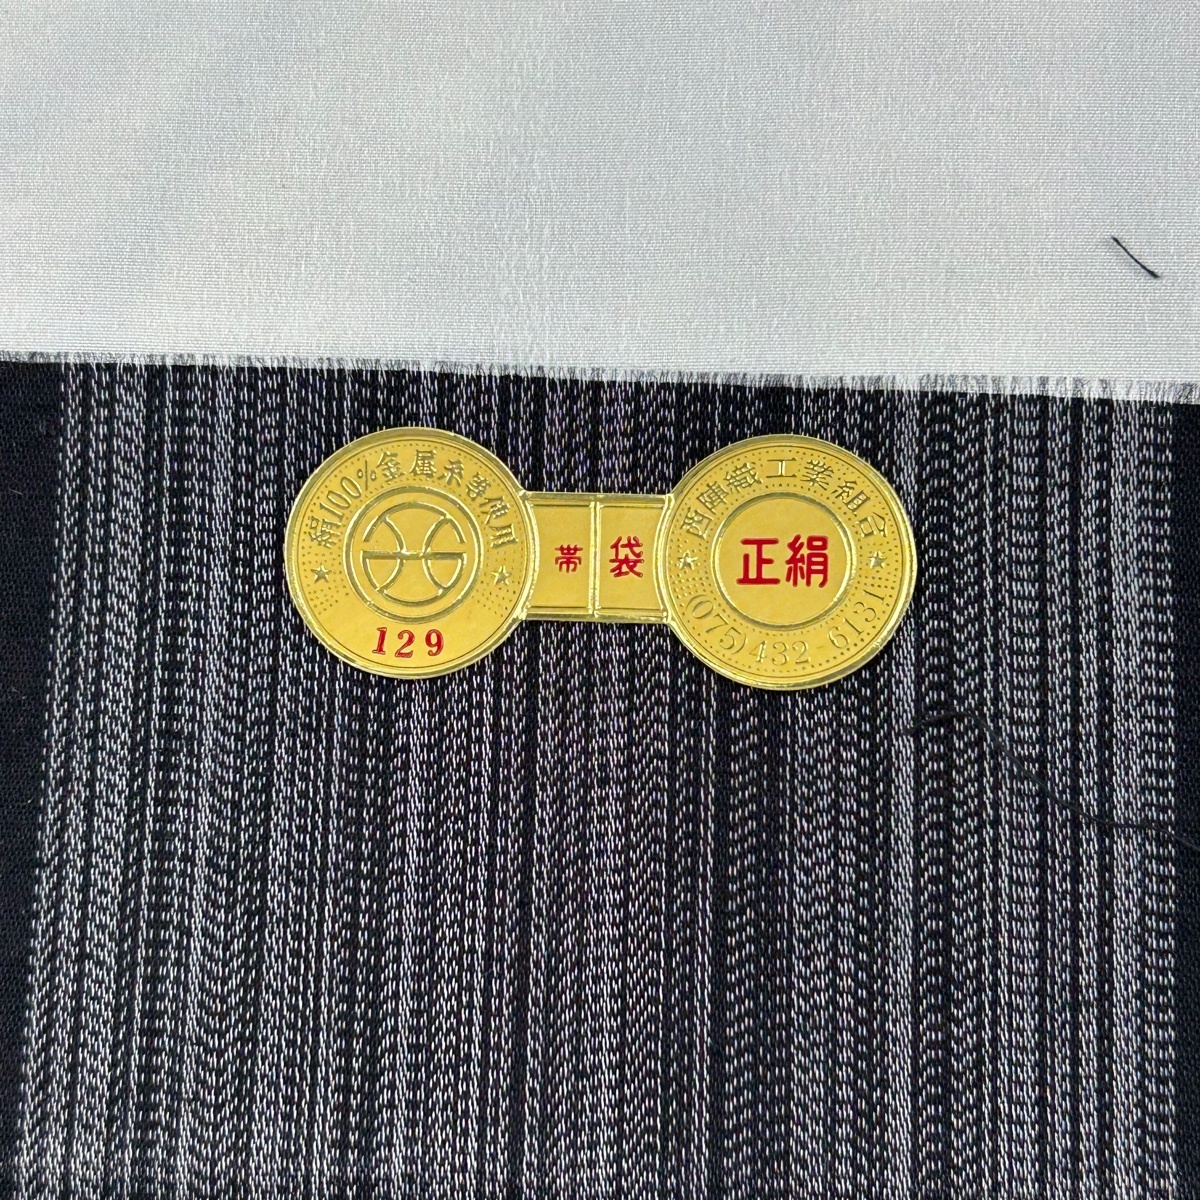 絹100%金属糸等使用
129
帯袋
西陣織工業組合
正絹
(075)432-6131